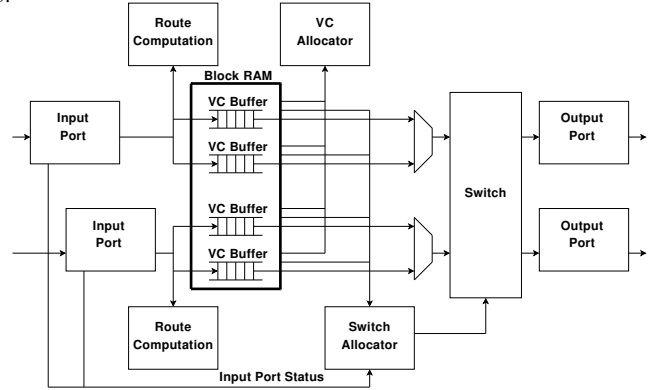 Route
Computation
VC
Allocator
Block RAM
Input
Port
VC Buffer
VC Buffer
Output
Port
Switch
Input
Port
VC Buffer
VC Buffer
Output
Port
Route
Computation
Switch
Allocator
Input Port Status